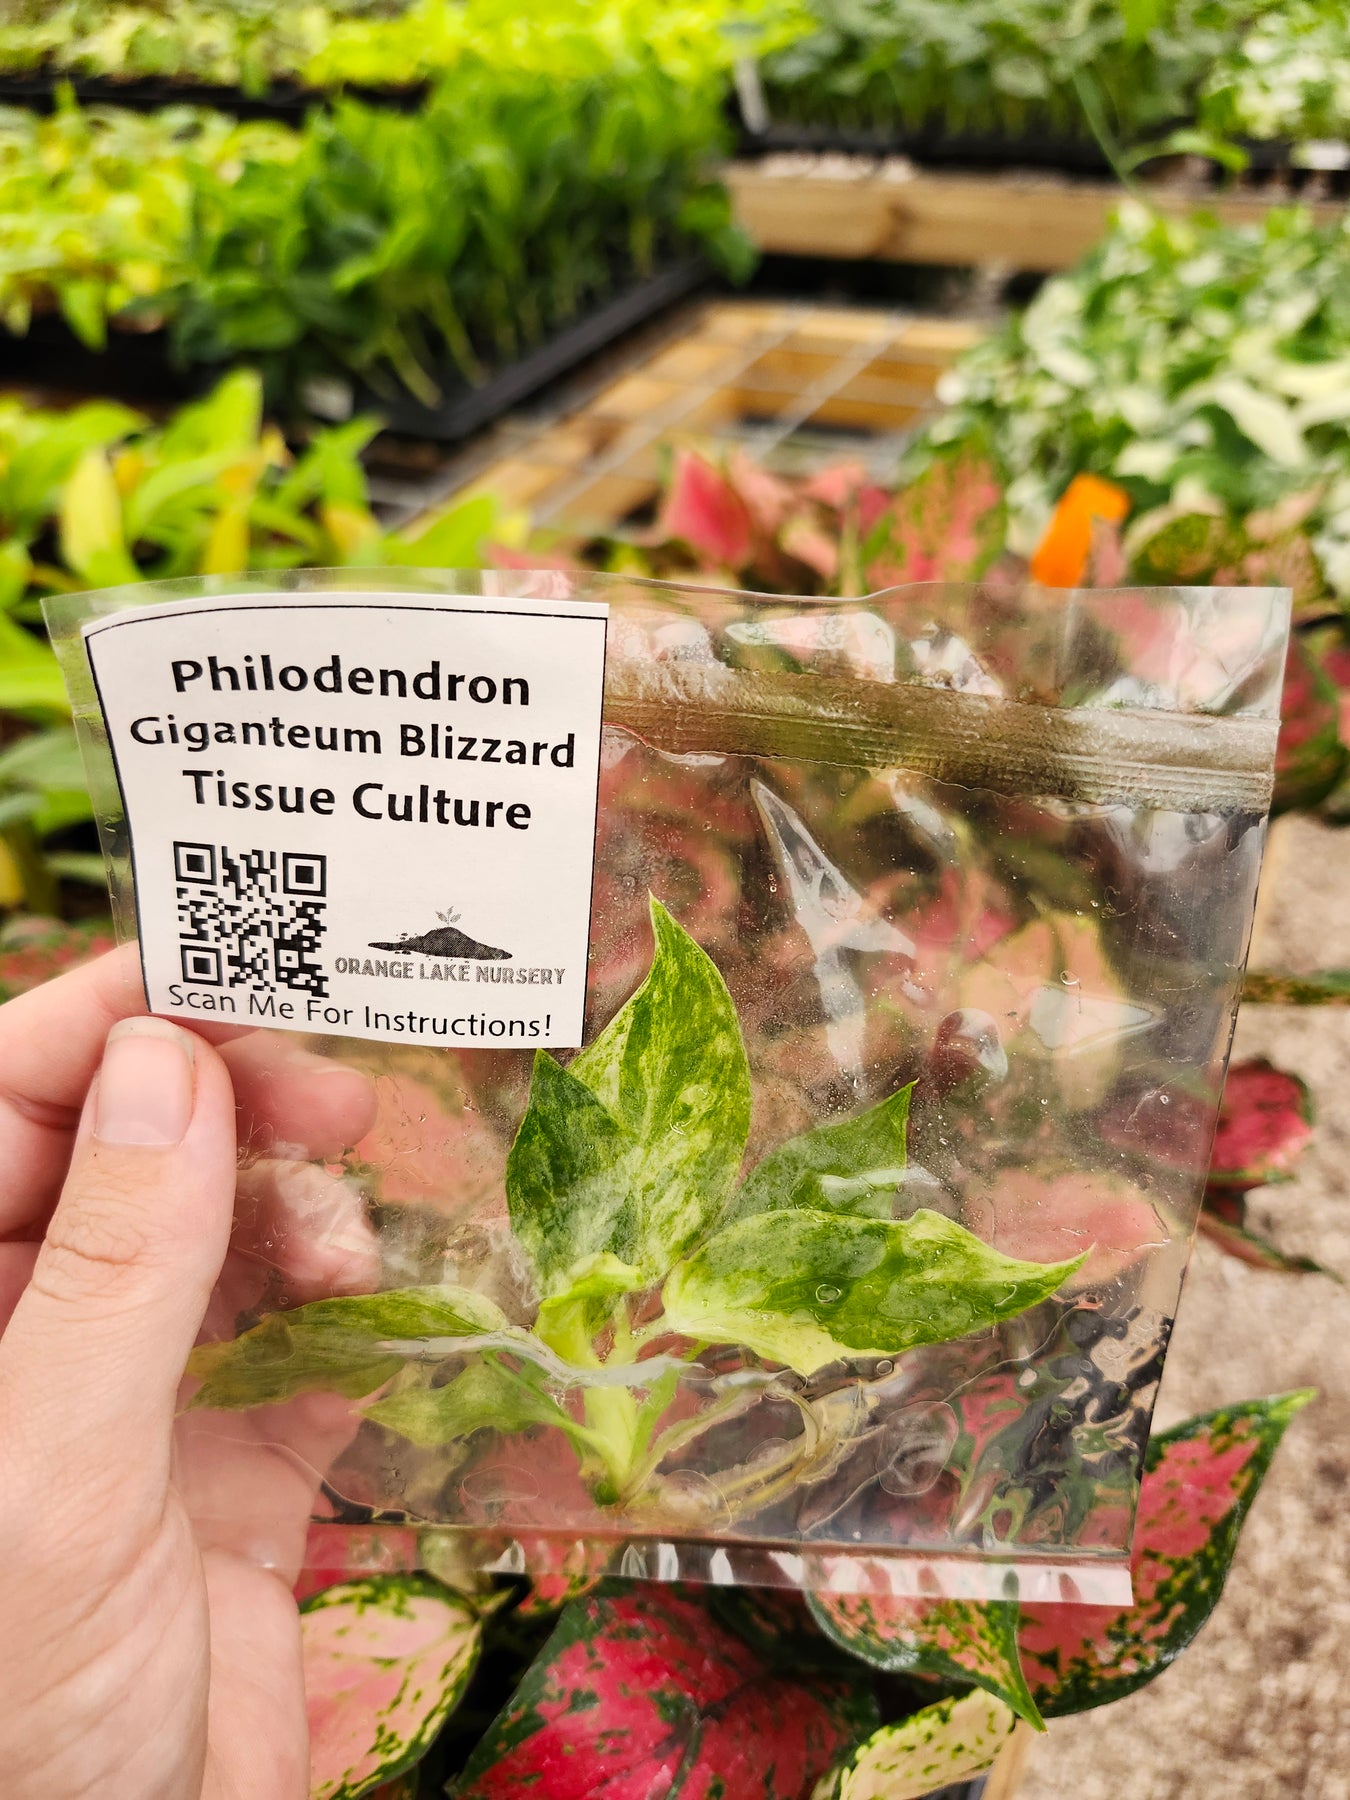 Philodendron
Giganteum Blizzard
Tissue Culture
ORANGE LAKE NURSERY
Scan Me For Instructions!